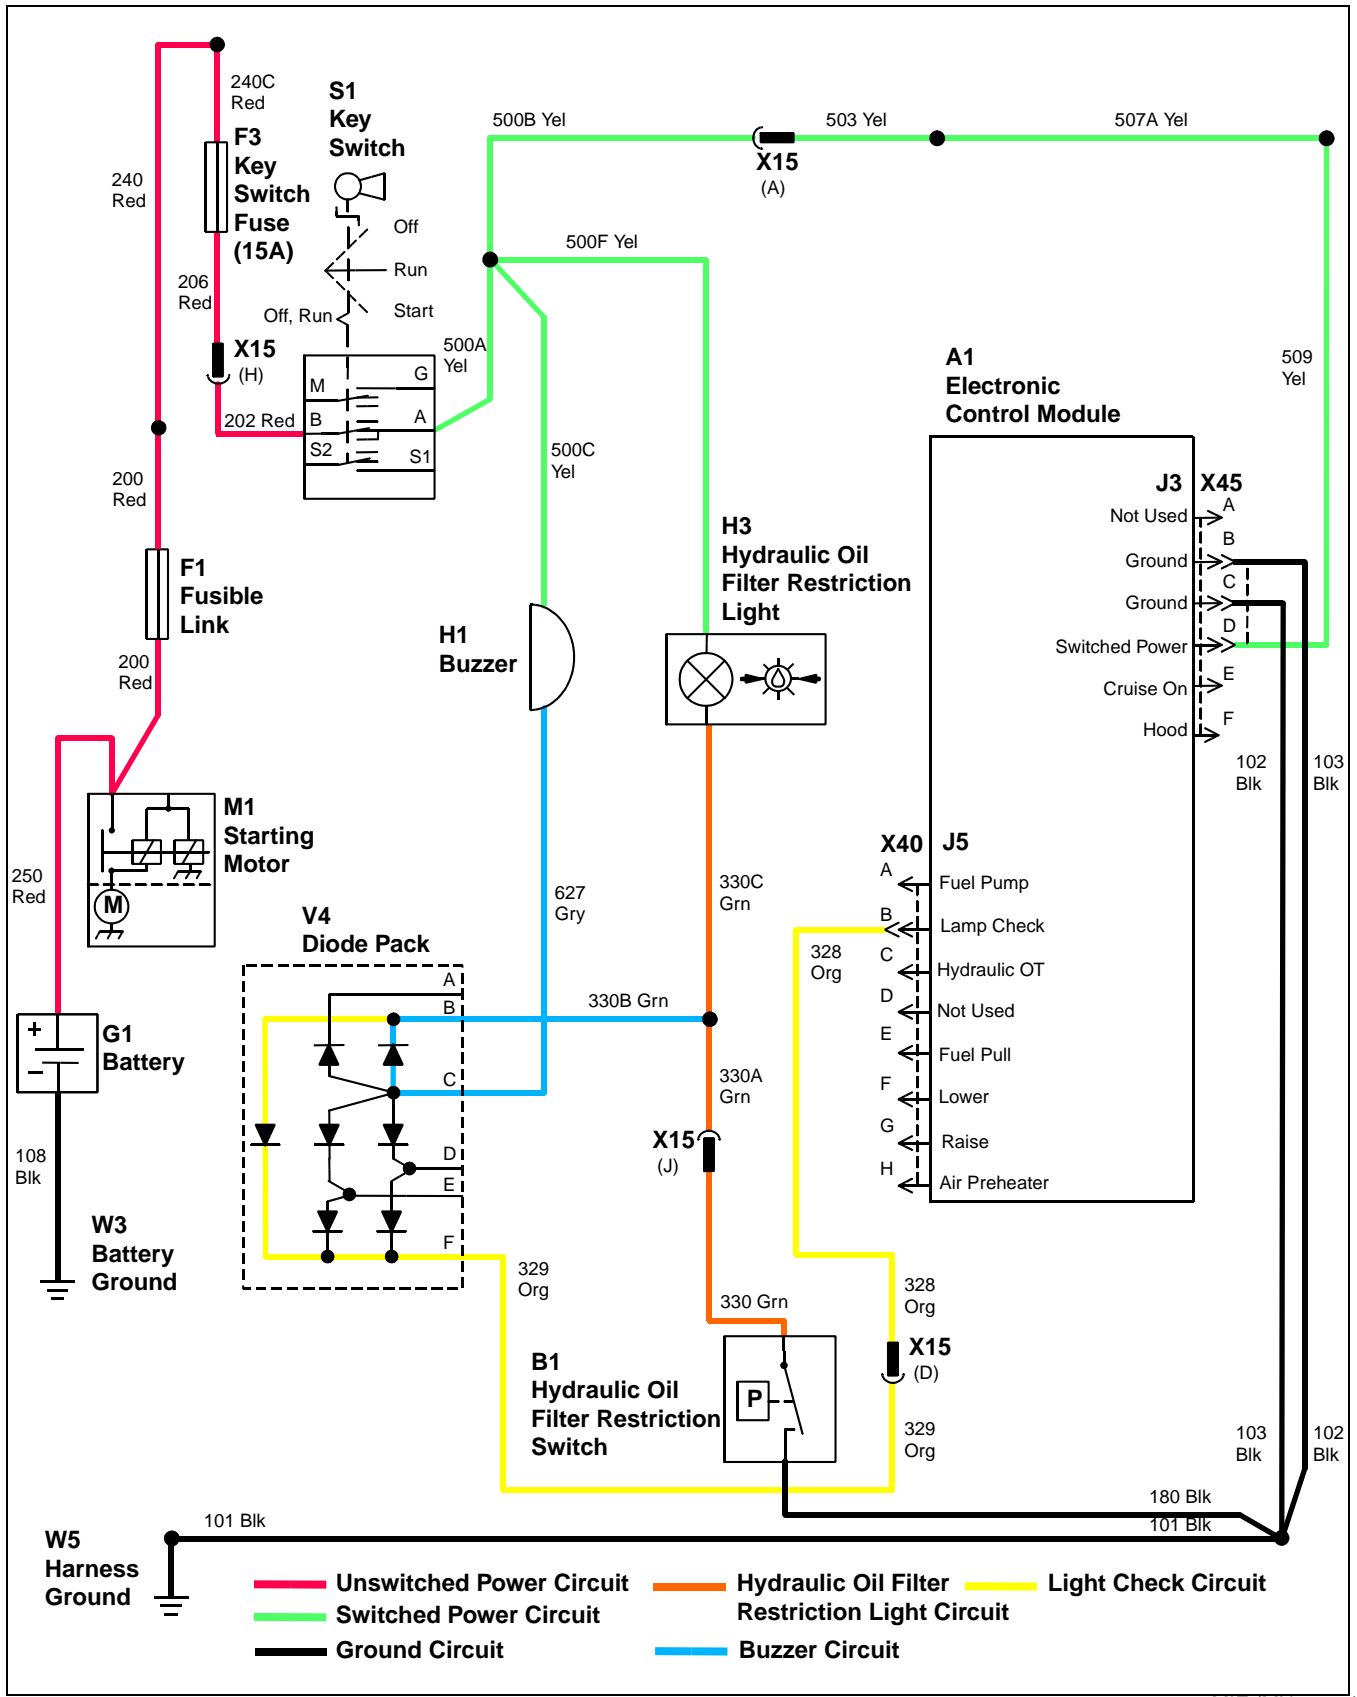 240C
Red
S1
Key
Switch
F3
Key
Switch
Fuse
(15A)
240
Red
206
Red
Off
Run
Start
Off, Run
X15
(H)
202 Red
M
B
S2
G
A
S1
500A
Yel
500B Yel
X15
(A)
503 Yel
507A Yel
500F Yel
500C
Yel
509
Yel
200
Red
F1
Fusible
Link
200
Red
H1
Buzzer
H3
Hydraulic Oil
Filter Restriction
Light
A1
Electronic
Control Module
J3
X45
Not Used
A
Ground
B
Ground
C
Switched Power
D
Cruise On
E
Hood
F
102
Blk
103
Blk
M1
Starting
Motor
M
250
Red
G1
Battery
+
−
108
Blk
W3
Battery
Ground
V4
Diode Pack
A
B
C
D
E
F
627
Gry
330C
Grn
330B Grn
330A
Grn
X15
(J)
330 Grn
X40
J5
A
Fuel Pump
B
Lamp Check
C
Hydraulic OT
D
Not Used
E
Fuel Pull
F
Lower
G
Raise
H
Air Preheater
328
Org
329
Org
328
Org
X15
(D)
329
Org
B1
Hydraulic Oil
Filter Restriction
Switch
P
103
Blk
102
Blk
180 Blk
101 Blk
101 Blk
W5
Harness
Ground
Unswitched Power Circuit
Switched Power Circuit
Ground Circuit
Hydraulic Oil Filter
Restriction Light Circuit
Buzzer Circuit
Light Check Circuit